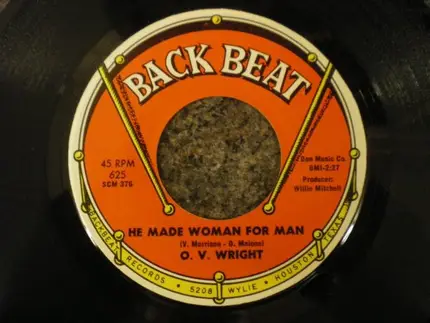 BACK BEAT
45 RPM
625
SCM 376
Don Music Co.
BMI-2:27
Producer:
Willie Mitchell
HE MADE WOMAN FOR MAN
(V. Morrison - D. Malone)
O. V. WRIGHT
BACKBEAT RECORDS • 5208 WYLIE • HOUSTON, TEXAS